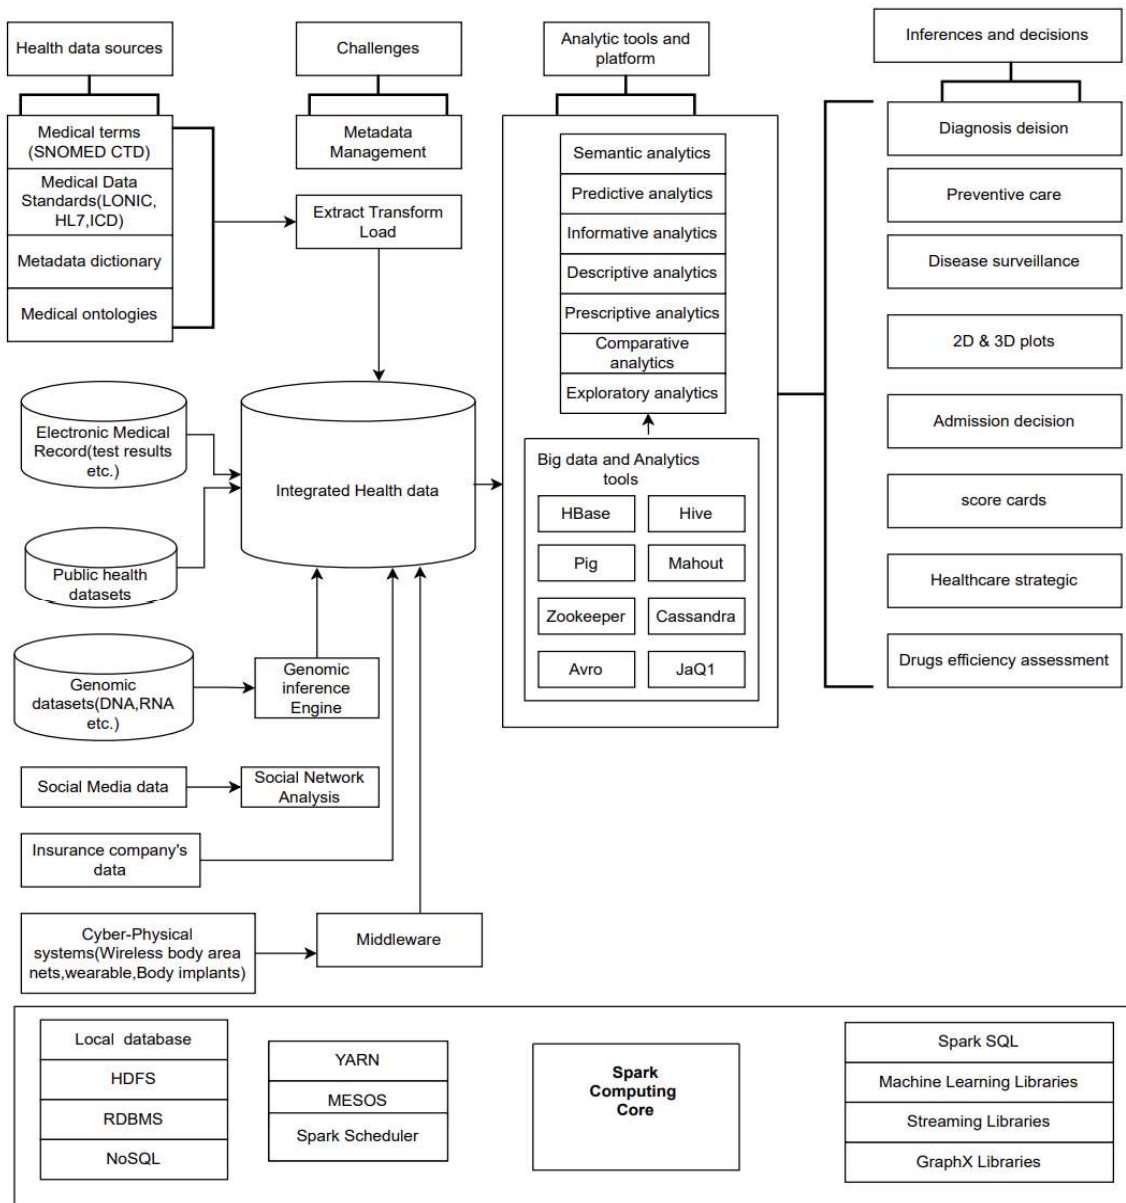 Health data sources
Medical terms
(SNOMED CTD)
Medical Data
Standards(LONIC,
HL7,ICD)
Metadata dictionary
Medical ontologies
Electronic Medical
Record(test results
etc.)
Public health
datasets
Genomic
datasets(DNA,RNA
etc.)
Social Media data
Insurance company's
data
Cyber-Physical
systems(Wireless body area
nets,wearable,Body implants)
Challenges
Metadata
Management
Extract Transform
Load
Integrated Health data
Genomic
inference
Engine
Social Network
Analysis
Middleware
Analytic tools and
platform
Semantic analytics
Predictive analytics
Informative analytics
Descriptive analytics
Prescriptive analytics
Comparative
analytics
Exploratory analytics
Big data and Analytics
tools
HBase
Hive
Pig
Mahout
Zookeeper
Cassandra
Avro
JaQ1
Inferences and decisions
Diagnosis deision
Preventive care
Disease surveillance
2D & 3D plots
Admission decision
score cards
Healthcare strategic
Drugs efficiency assessment
Local database
HDFS
RDBMS
NoSQL
YARN
MESOS
Spark Scheduler
Spark
Computing
Core
Spark SQL
Machine Learning Libraries
Streaming Libraries
GraphX Libraries